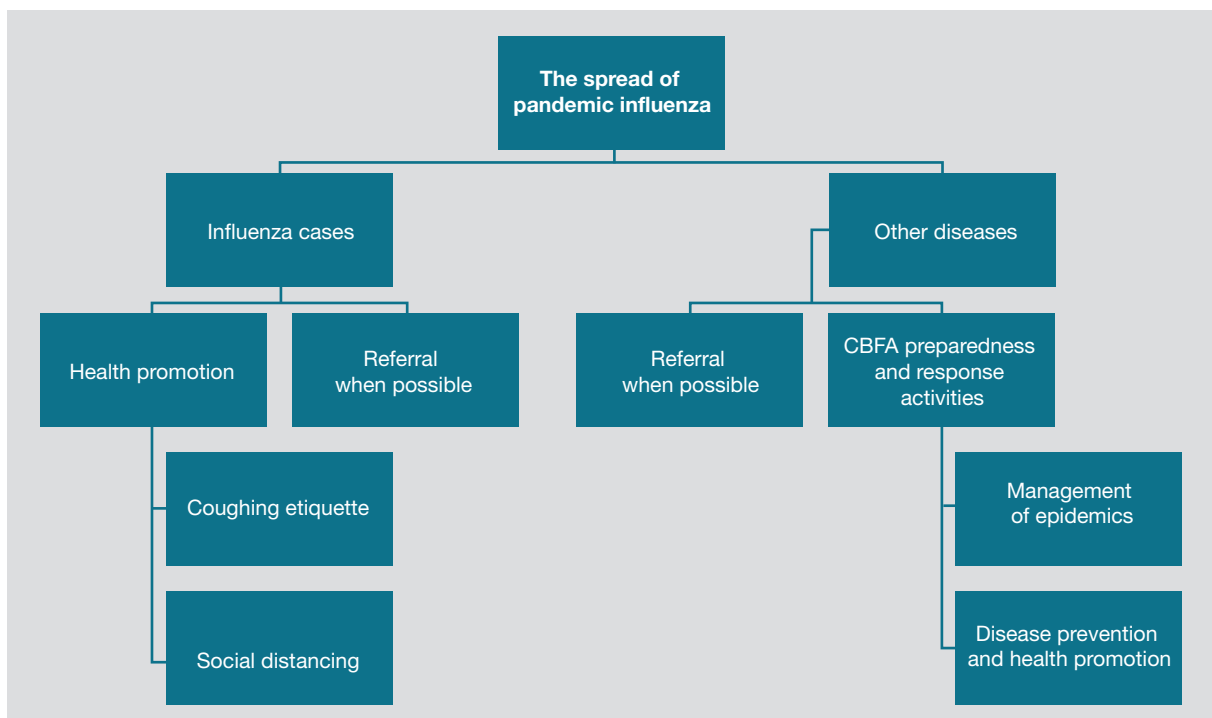 The spread of
pandemic influenza
Influenza cases
Other diseases
Health promotion
Referral
when possible
Referral
when possible
CBFA preparedness
and response
activities
Coughing etiquette
Management
of epidemics
Social distancing
Disease prevention
and health promotion